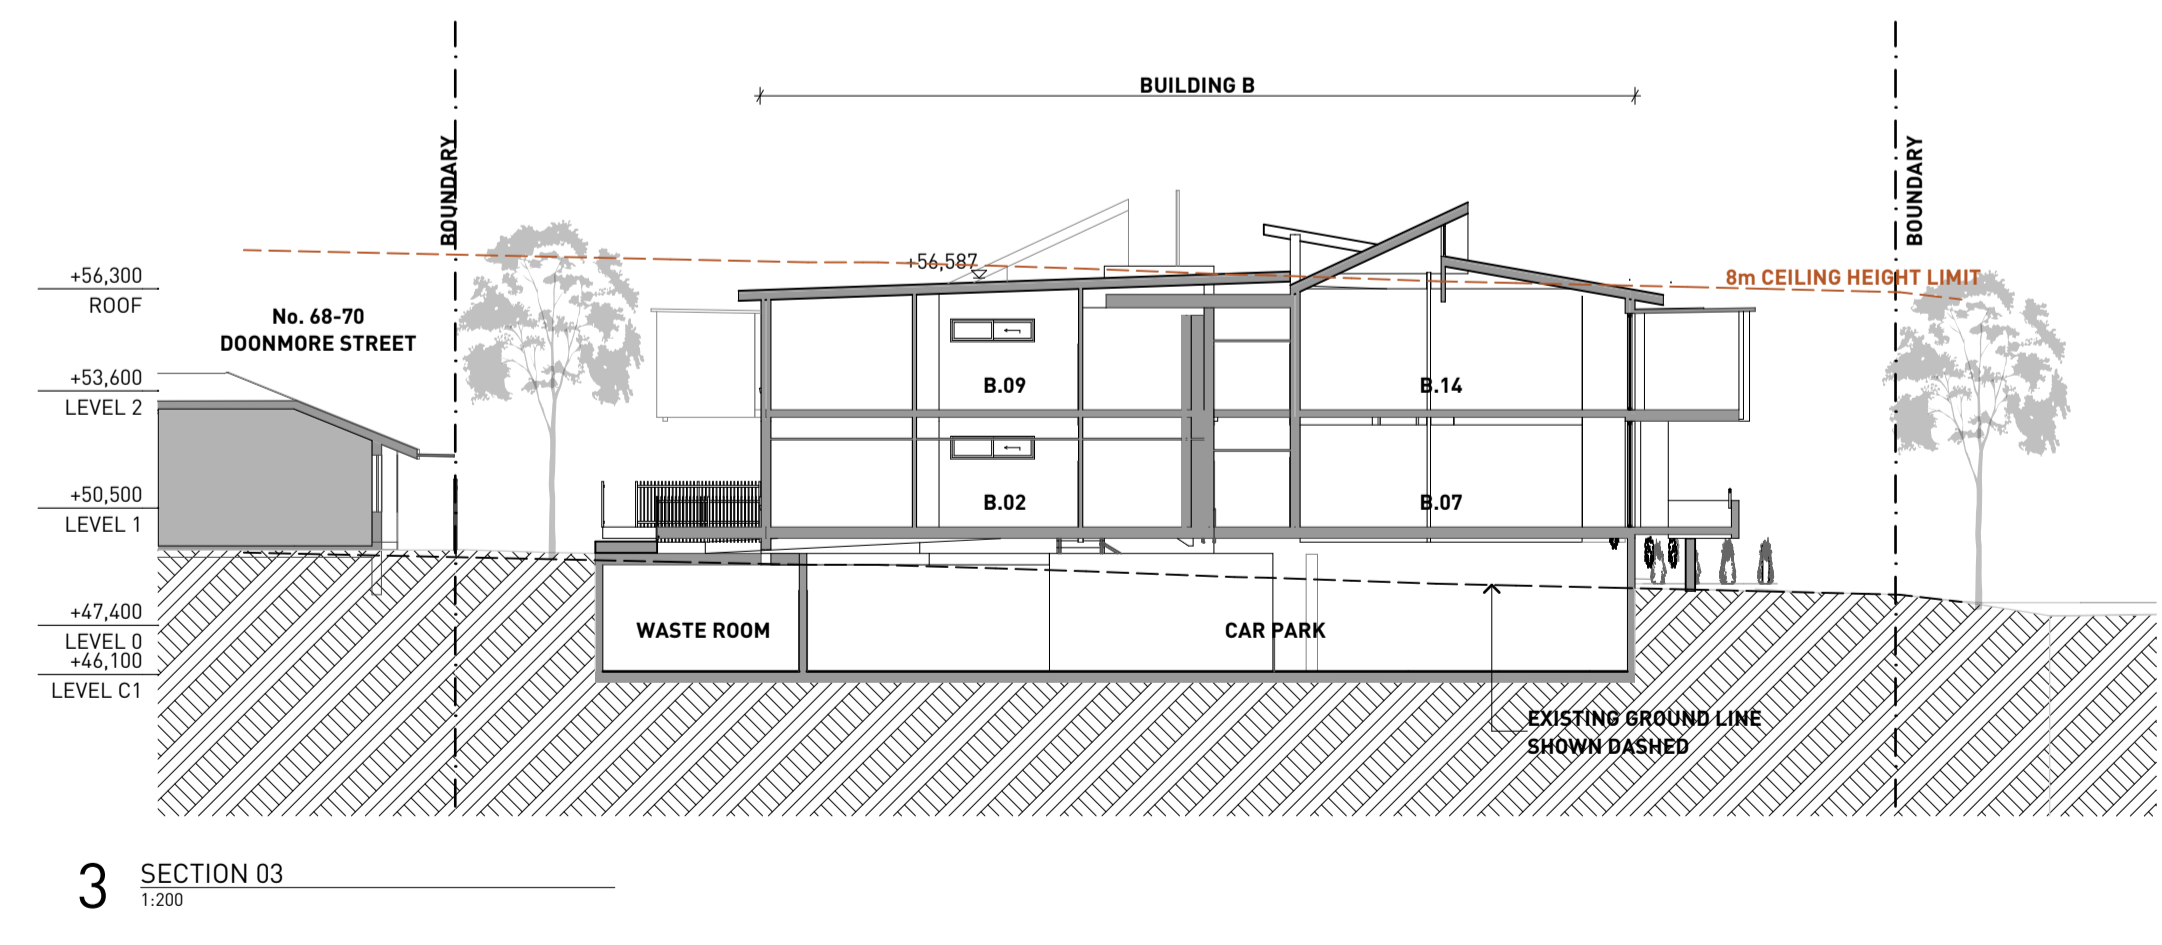 BUILDING B
BOUNDARY
BOUNDARY
+56,587
+56,300
ROOF
8m CEILING HEIGHT LIMIT
No. 68-70
DOONMORE STREET
+53,600
LEVEL 2
B.09
B.14
+50,500
LEVEL 1
B.02
B.07
+47,400
LEVEL 0
+46,100
LEVEL C1
WASTE ROOM
CAR PARK
EXISTING GROUND LINE
SHOWN DASHED
3
SECTION 03
1:200